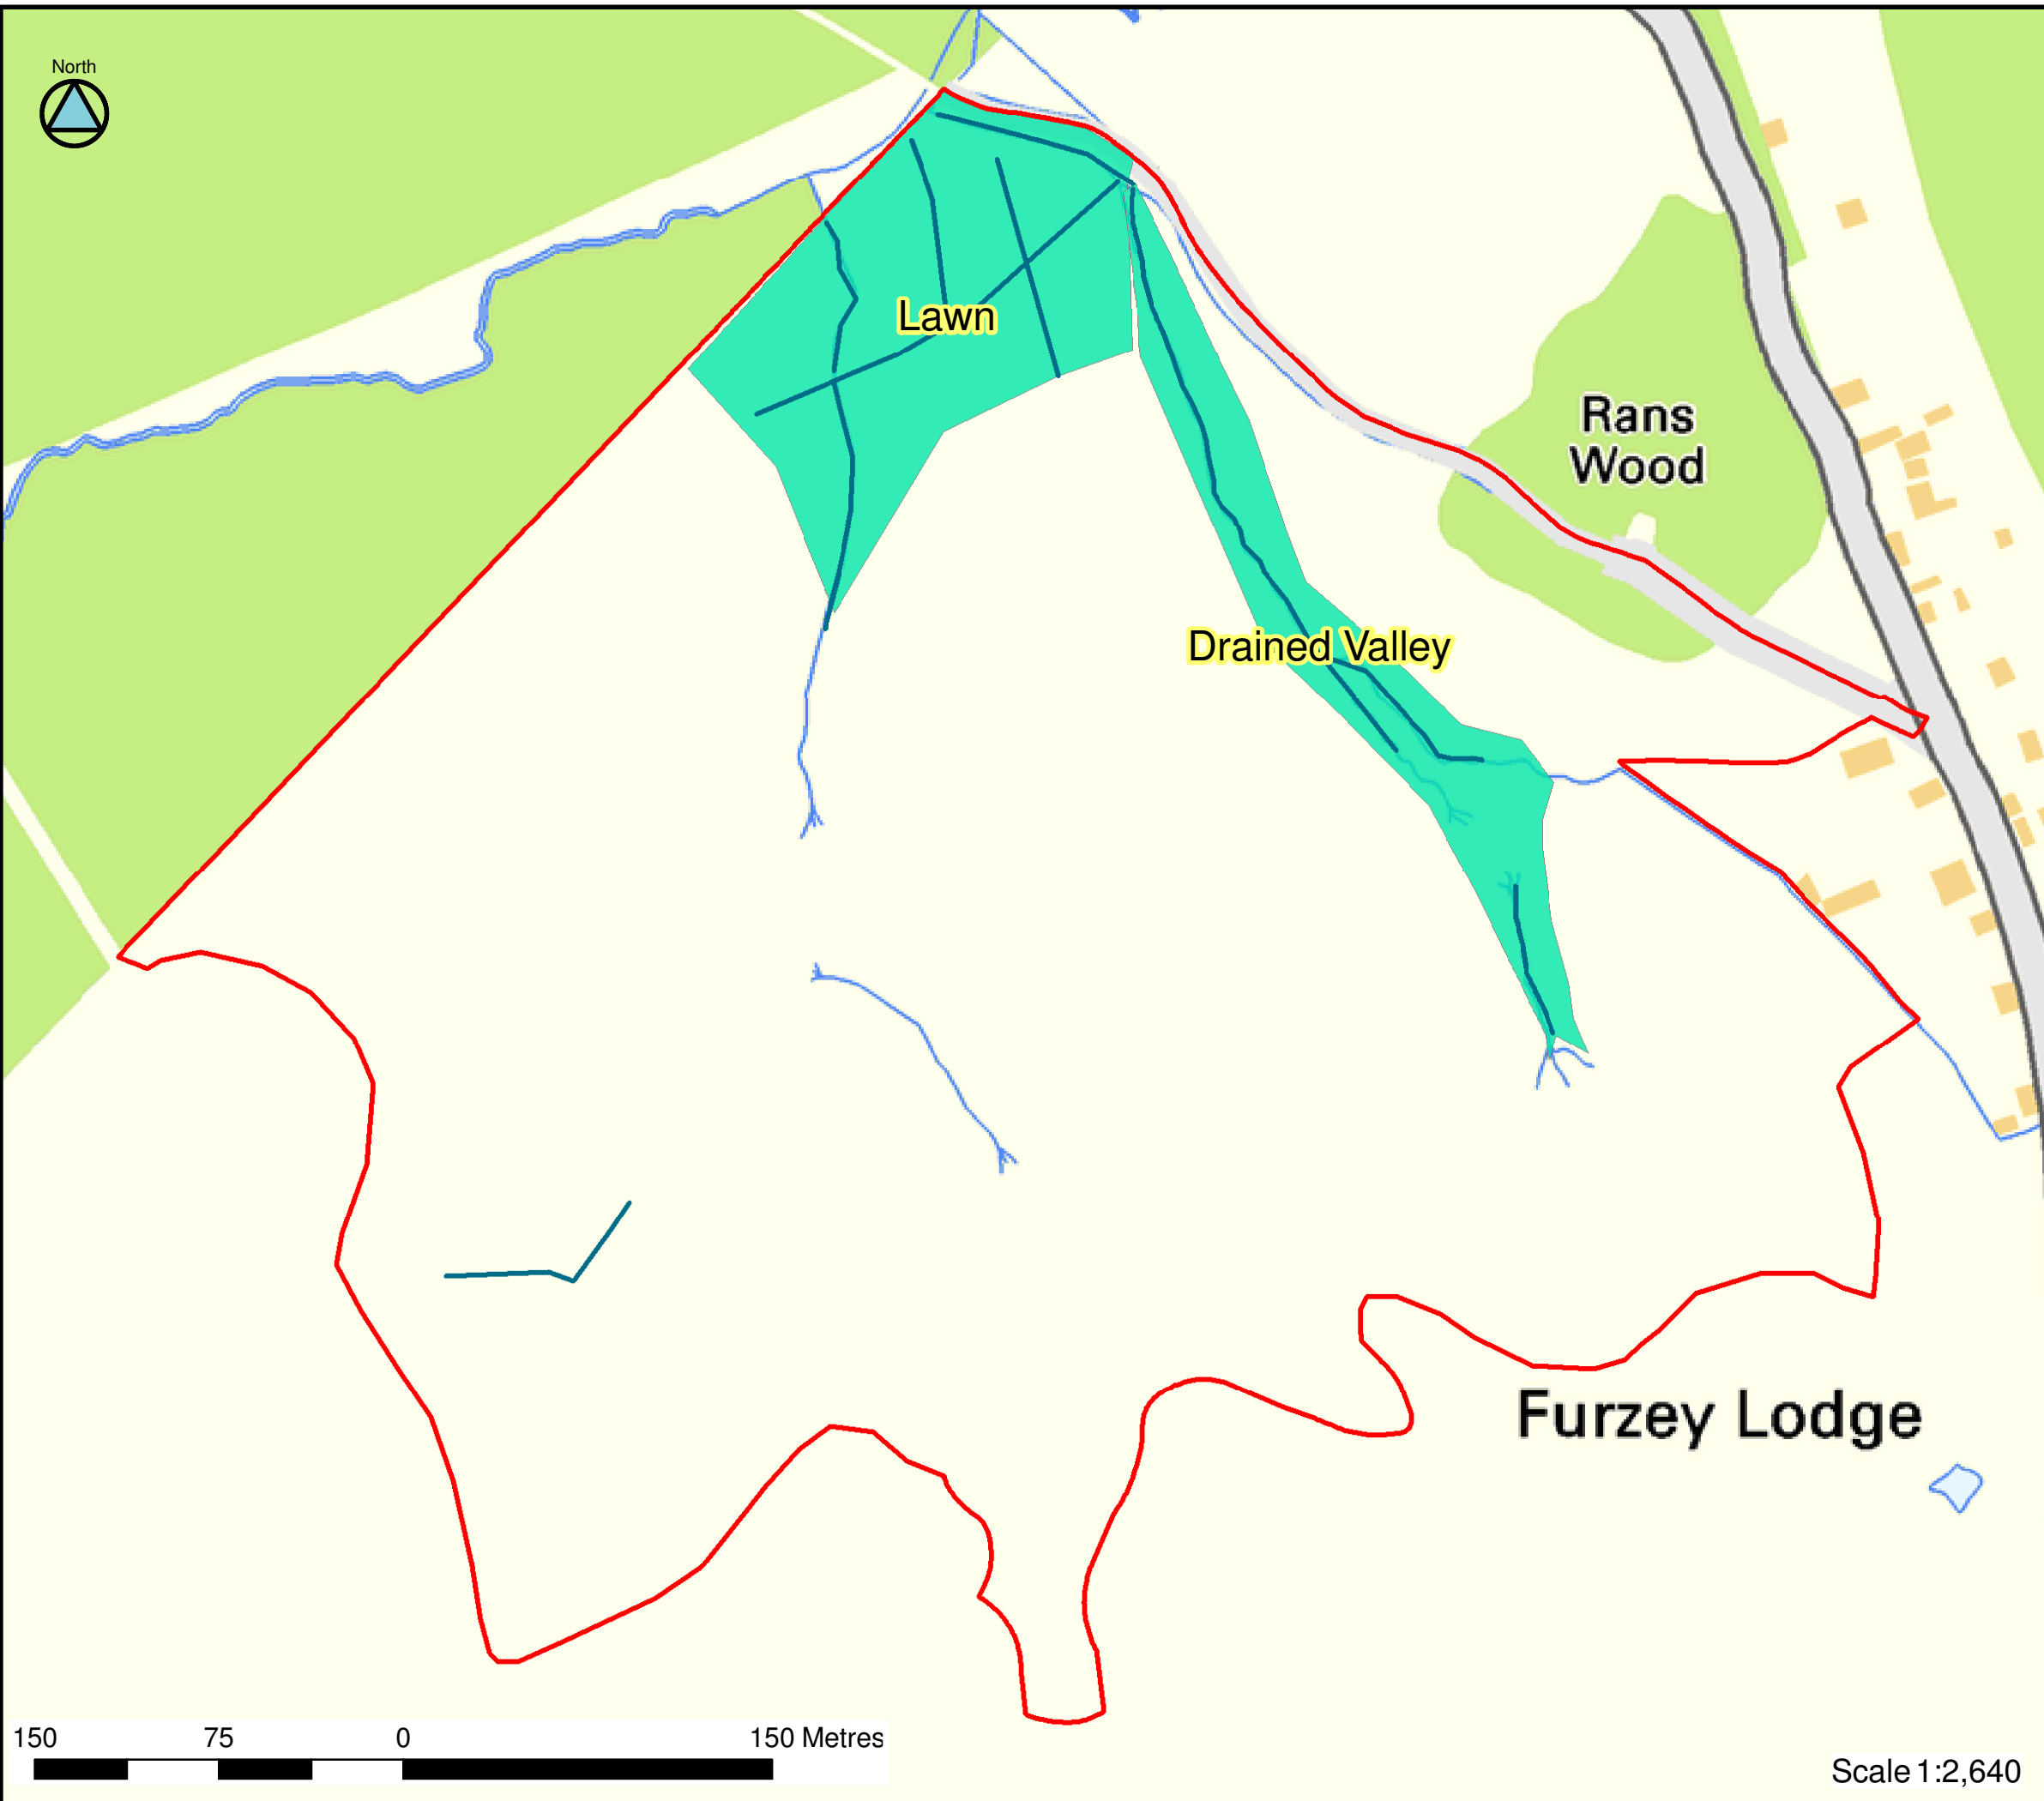 North
Lawn
Rans
Wood
Drained Valley
Furzey Lodge
150 75 0 150 Metres
Scale 1:2,640